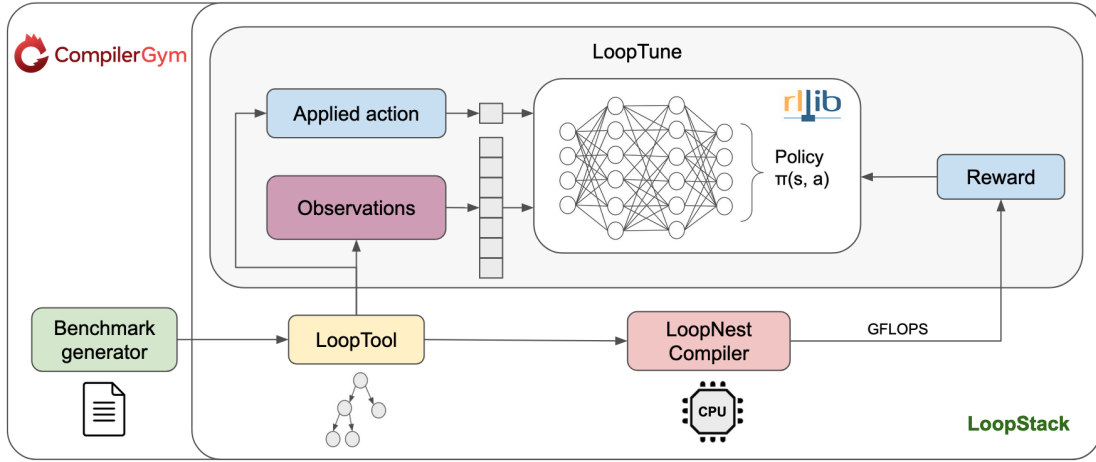 CompilerGym
LoopTune
Applied action
rllib
Policy
π(s, a)
Observations
Reward
Benchmark
generator
LoopTool
LoopNest
Compiler
GFLOPS
CPU
LoopStack